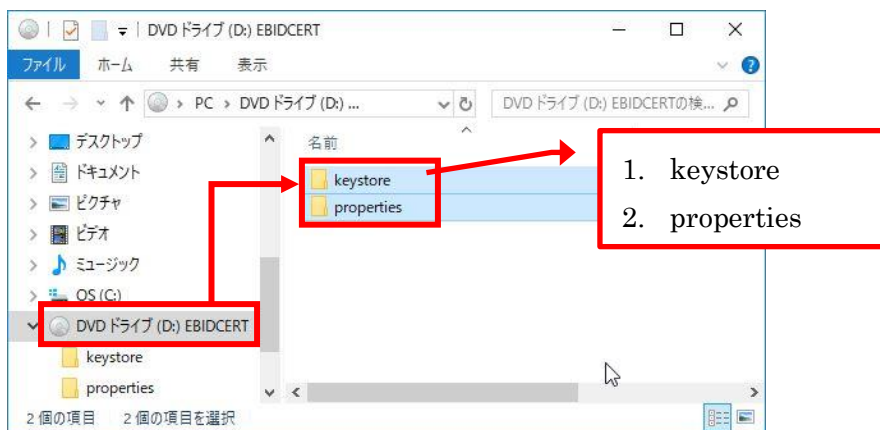 DVD ドライブ (D:) EBIDCERT
ファイル ホーム 共有 表示
PC > DVD ドライブ (D:) ...
DVD ドライブ (D:) EBIDCERTの検...
デスクトップ
ドキュメント
ピクチャ
ビデオ
ミュージック
OS (C:)
DVD ドライブ (D:) EBIDCERT
keystore
properties
名前
keystore
properties
1. keystore
2. properties
2 個の項目 2 個の項目を選択